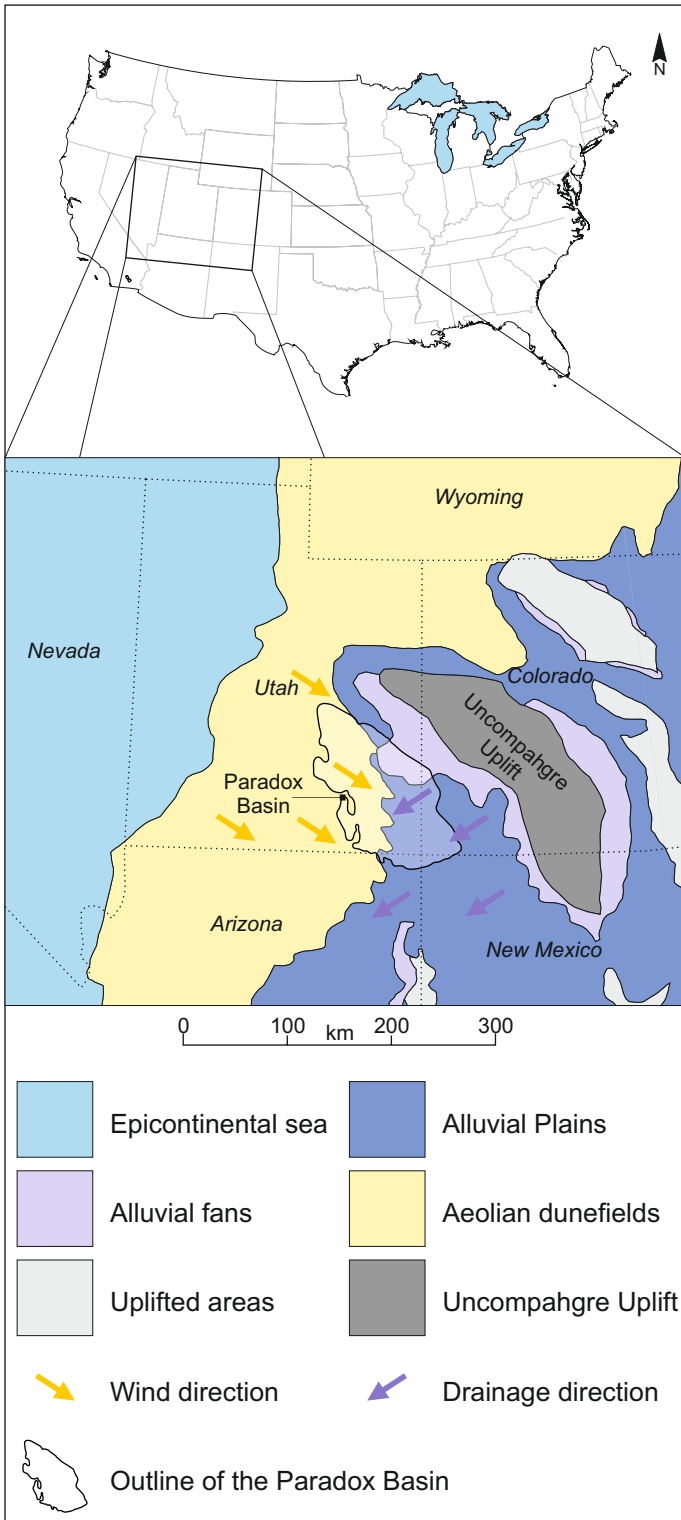 N
Wyoming
Nevada
Utah
Colorado
Uncompahgre
Uplift
Paradox
Basin
Arizona
New Mexico
0 100 km 200 300
Epicontinental sea
Alluvial Plains
Alluvial fans
Aeolian dunefields
Uplifted areas
Uncompahgre Uplift
Wind direction
Drainage direction
Outline of the Paradox Basin